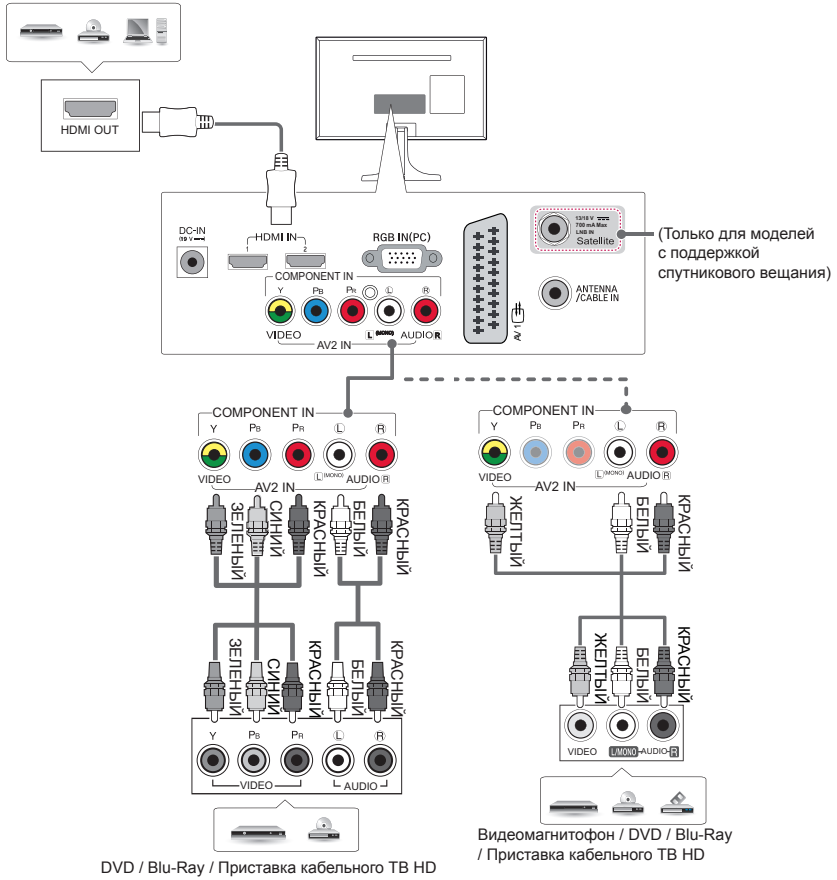 HDMI OUT
DC-IN
(19 V
HDMI IN
1
2
RGB IN(PC)
13/18 V
700 mA Max
LNB IN
Satellite
(Только для моделей
с поддержкой
спутникового вещания)
COMPONENT IN
Y PB PR L R
VIDEO L (MONO) AUDIO R
AV2 IN
AV 1
ANTENNA
/CABLE IN
COMPONENT IN
Y PB PR L R
VIDEO L (MONO) AUDIO R
AV2 IN
ЗЕЛЕНЫЙ
СИНИЙ
КРАСНЫЙ
БЕЛЫЙ
КРАСНЫЙ
ЗЕЛЕНЫЙ
СИНИЙ
КРАСНЫЙ
БЕЛЫЙ
КРАСНЫЙ
Y PB PR L R
VIDEO AUDIO
DVD / Blu-Ray / Приставка кабельного ТВ HD
COMPONENT IN
Y PB PR L R
VIDEO L (MONO) AUDIO R
AV2 IN
ЖЕЛТЫЙ
БЕЛЫЙ
КРАСНЫЙ
ЖЕЛТЫЙ
БЕЛЫЙ
КРАСНЫЙ
VIDEO L/MONO AUDIO R
Видеомагнитофон / DVD / Blu-Ray
/ Приставка кабельного ТВ HD